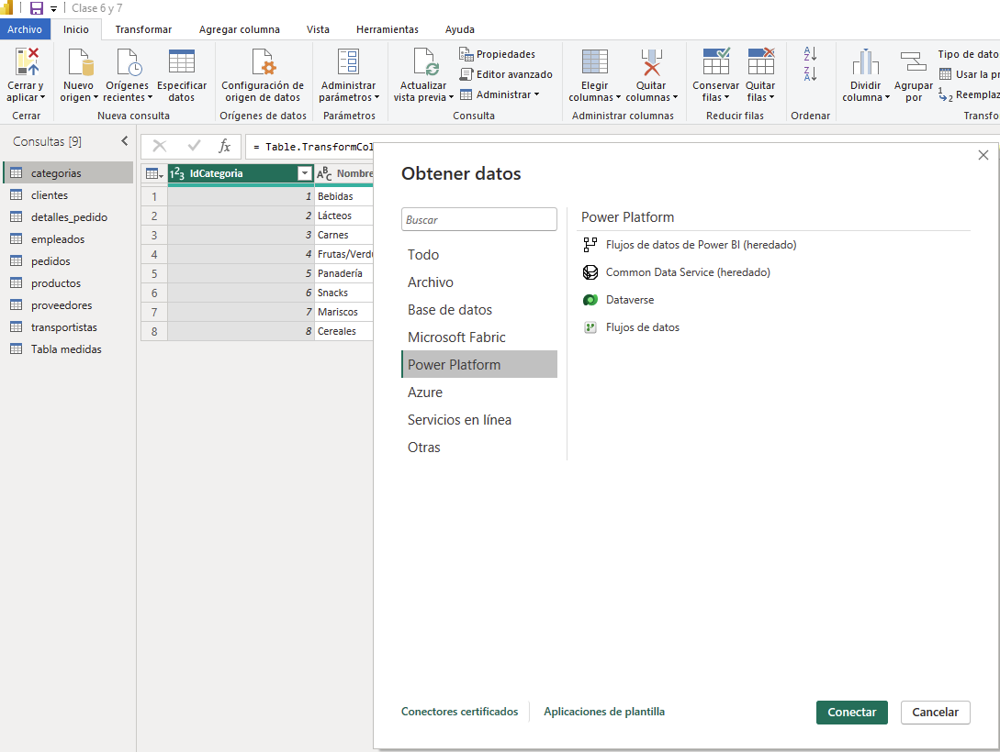 Clase 6 y 7
Archivo Inicio Transformar Agregar columna Vista Herramientas Ayuda
Cerrar y aplicar
Nuevo origen
Orígenes recientes
Especificar datos
Configuración de origen de datos
Administrar parámetros
Actualizar vista previa
Propiedades
Editor avanzado
Administrar
Elegir columnas
Quitar columnas
Conservar filas
Quitar filas
Dividir columna
Agrupar por
Tipo de dato
Usar la pr
Reemplaz
Cerrar Nueva consulta Orígenes de datos Parámetros Consulta Administrar columnas Reducir filas Ordenar Transfo
Consultas [9]
categorias
clientes
detalles_pedido
empleados
pedidos
productos
proveedores
transportistas
Tabla medidas
fx = Table.TransformCol
1²3 IdCategoria ABC Nombre
1 1 Bebidas
2 2 Lácteos
3 3 Carnes
4 4 Frutas/Verdu
5 5 Panadería
6 6 Snacks
7 7 Mariscos
8 8 Cereales
Obtener datos
Buscar
Todo
Archivo
Base de datos
Microsoft Fabric
Power Platform
Azure
Servicios en línea
Otras
Power Platform
Flujos de datos de Power BI (heredado)
Common Data Service (heredado)
Dataverse
Flujos de datos
Conectores certificados Aplicaciones de plantilla
Conectar Cancelar